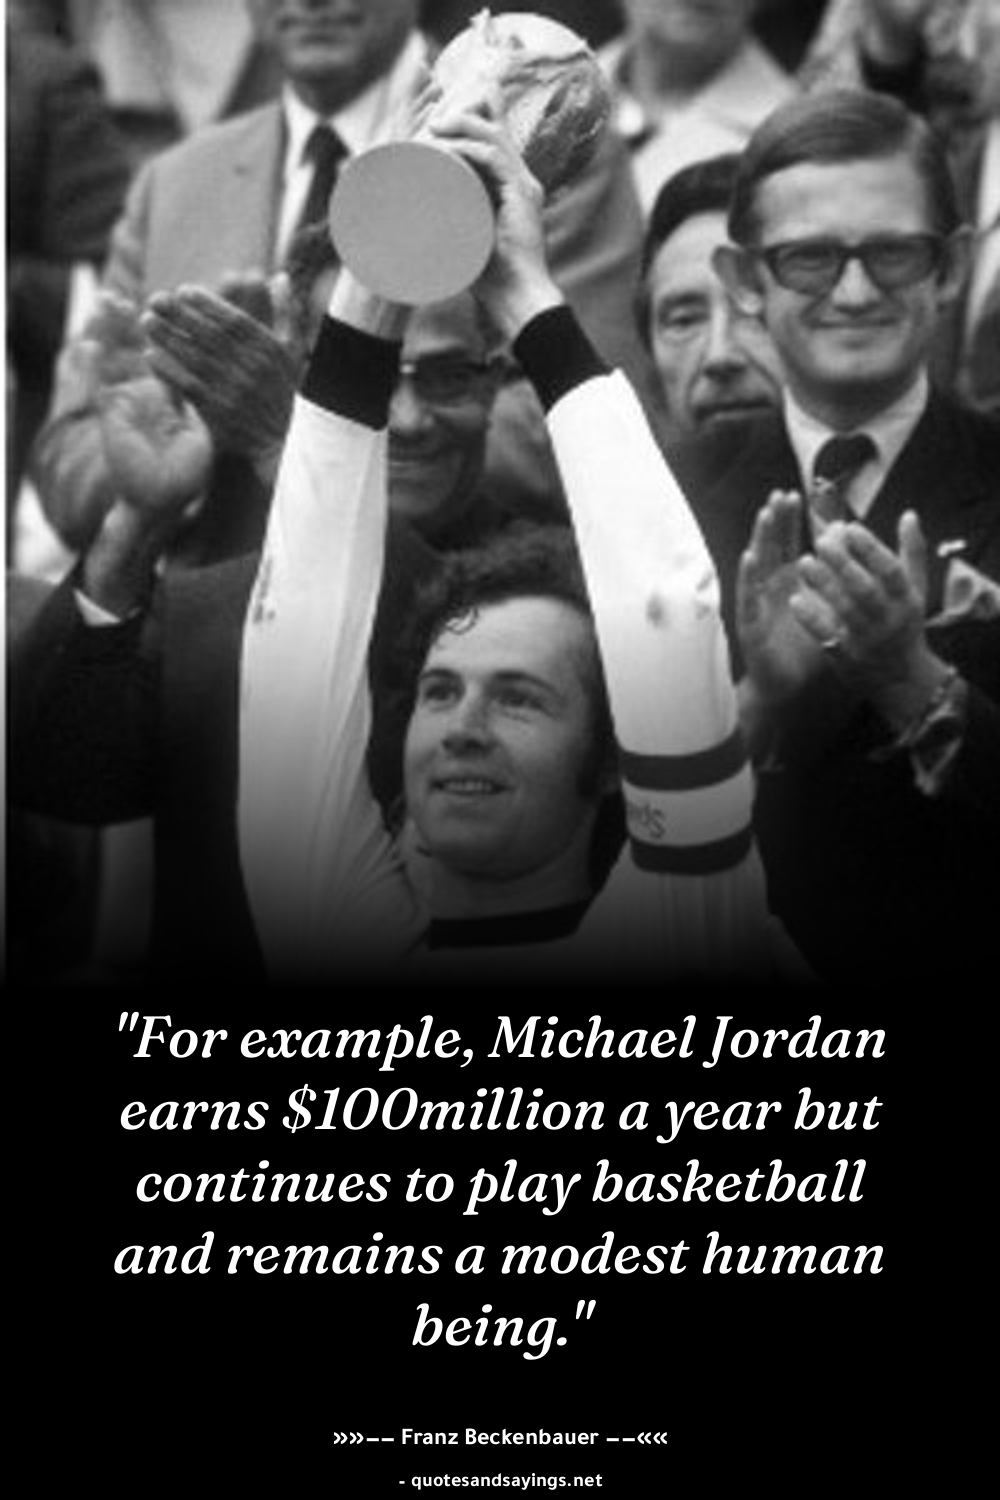 "For example, Michael Jordan
earns $100million a year but
continues to play basketball
and remains a modest human
being."
»»−− Franz Beckenbauer −−««
- quotesandsayings.net